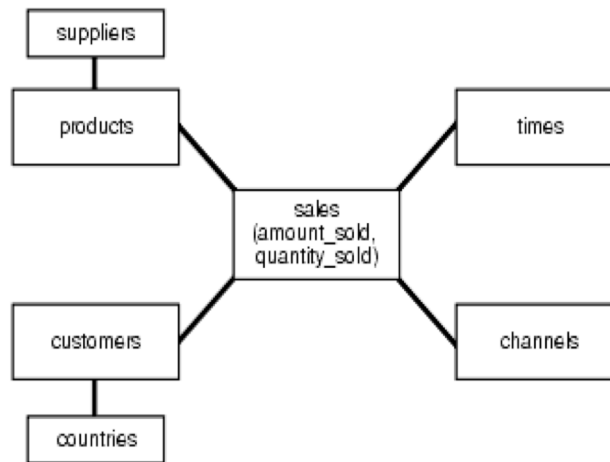 suppliers
products
times
sales
(amount_sold,
quantity_sold)
customers
channels
countries